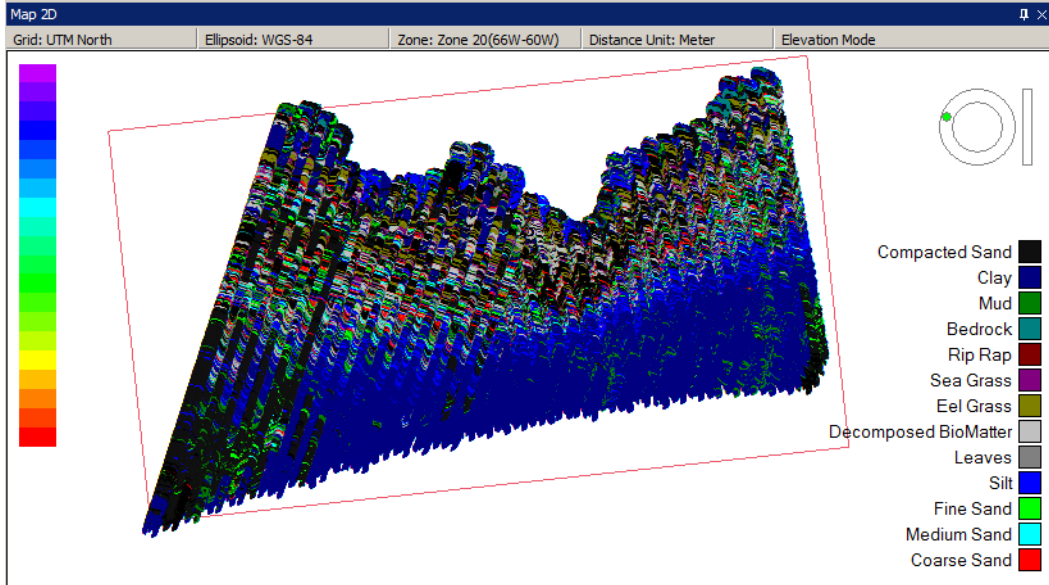 Map 2D
Grid: UTM North Ellipsoid: WGS-84 Zone: Zone 20(66W-60W) Distance Unit: Meter Elevation Mode
Compacted Sand
Clay
Mud
Bedrock
Rip Rap
Sea Grass
Eel Grass
Decomposed BioMatter
Leaves
Silt
Fine Sand
Medium Sand
Coarse Sand